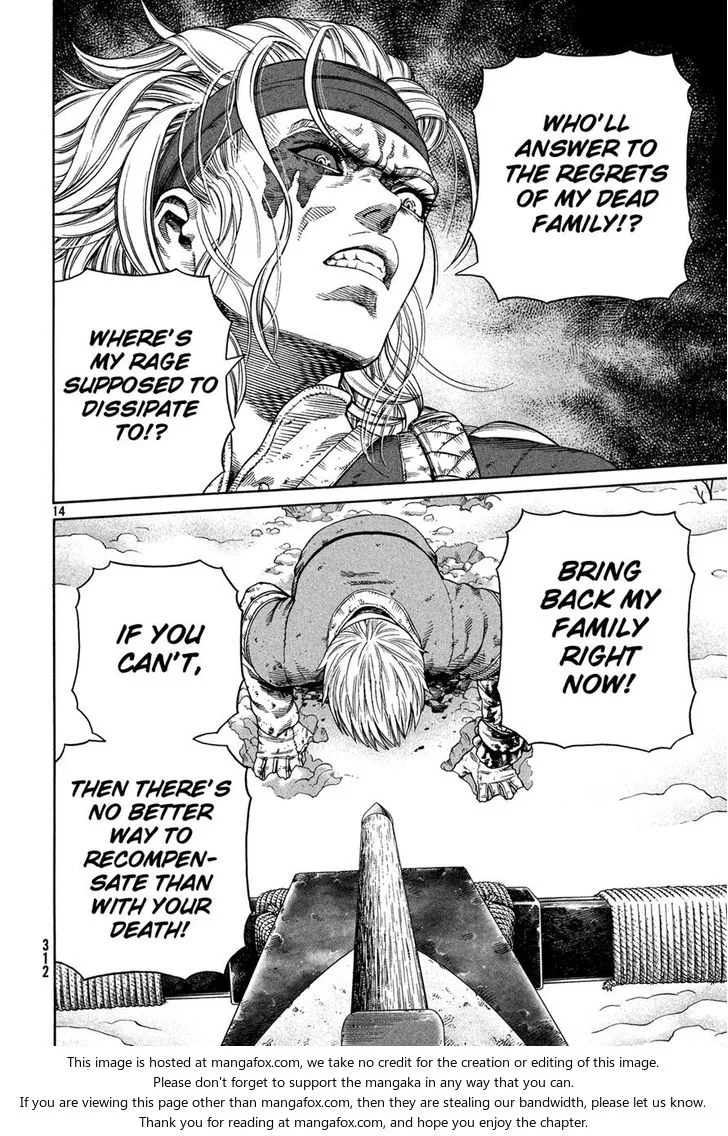 WHO'LL
ANSWER TO
THE REGRETS
OF MY DEAD
FAMILY!?
WHERE'S
MY RAGE
SUPPOSED TO
DISSIPATE
TO!?
14
BRING
BACK MY
FAMILY
RIGHT
NOW!
IF YOU
CAN'T,
THEN THERE'S
NO BETTER
WAY TO
RECOMPEN-
SATE THAN
WITH YOUR
DEATH!
312
This image is hosted at mangafox.com, we take no credit for the creation or editing of this image.
Please don't forget to support the mangaka in any way that you can.
If you are viewing this page other than mangafox.com, then they are stealing our bandwidth, please let us know.
Thank you for reading at mangafox.com, and hope you enjoy the chapter.